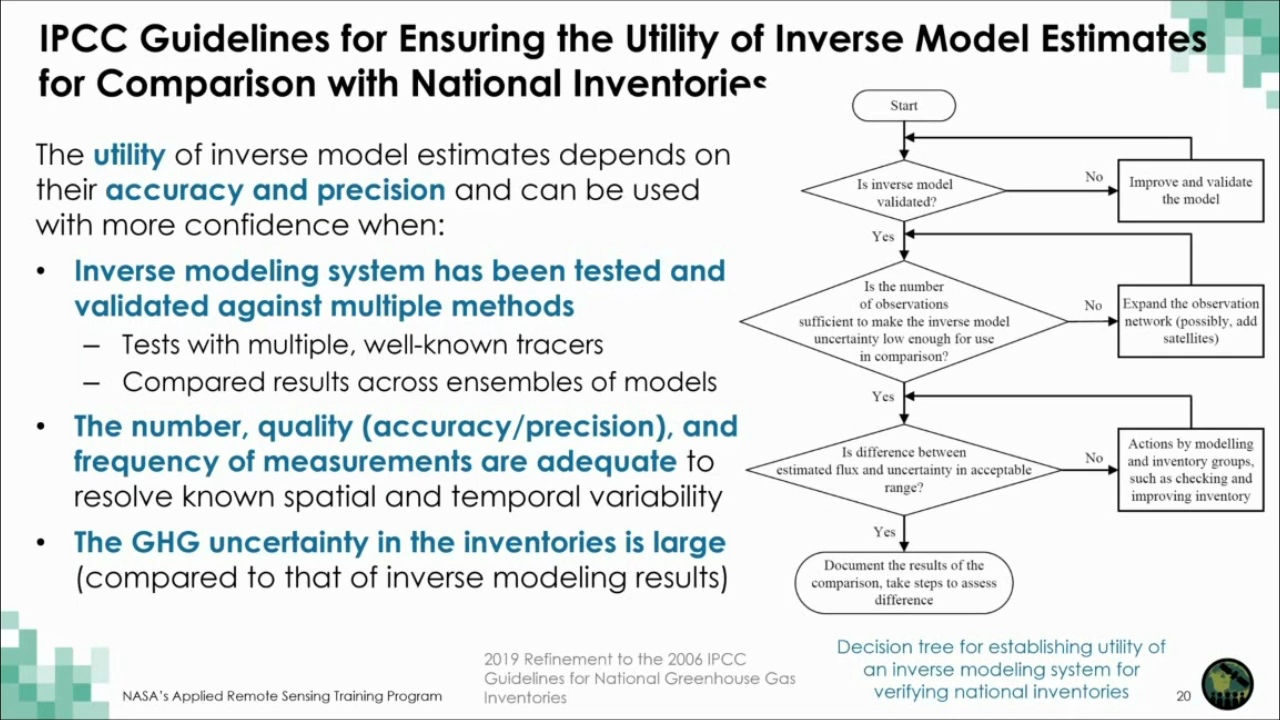 IPCC Guidelines for Ensuring the Utility of Inverse Model Estimates
for Comparison with National Inventories
The utility of inverse model estimates depends on
their accuracy and precision and can be used
with more confidence when:
• Inverse modeling system has been tested and
validated against multiple methods
– Tests with multiple, well-known tracers
– Compared results across ensembles of models
• The number, quality (accuracy/precision), and
frequency of measurements are adequate to
resolve known spatial and temporal variability
• The GHG uncertainty in the inventories is large
(compared to that of inverse modeling results)
Start
Is inverse model
validated?
No
Improve and validate
the model
Yes
Is the number
of observations
sufficient to make the inverse model
uncertainty low enough for use
in comparison?
No
Expand the observation
network (possibly, add
satellites)
Yes
Is difference between
estimated flux and uncertainty in acceptable
range?
No
Actions by modelling
and inventory groups,
such as checking and
improving inventory
Yes
Document the results of the
comparison, take steps to assess
difference
Decision tree for establishing utility of
an inverse modeling system for
verifying national inventories
2019 Refinement to the 2006 IPCC
Guidelines for National Greenhouse Gas
Inventories
NASA's Applied Remote Sensing Training Program
20